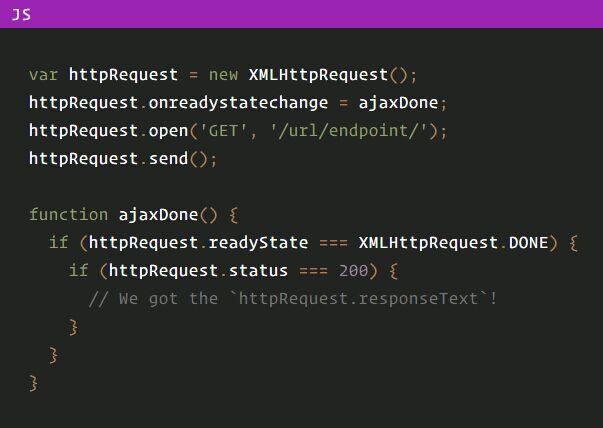 JS
var httpRequest = new XMLHttpRequest();
httpRequest.onreadystatechange = ajaxDone;
httpRequest.open('GET', '/url/endpoint/');
httpRequest.send();
function ajaxDone() {
if (httpRequest.readyState === XMLHttpRequest.DONE) {
if (httpRequest.status === 200) {
// We got the `httpRequest.responseText`!
}
}
}